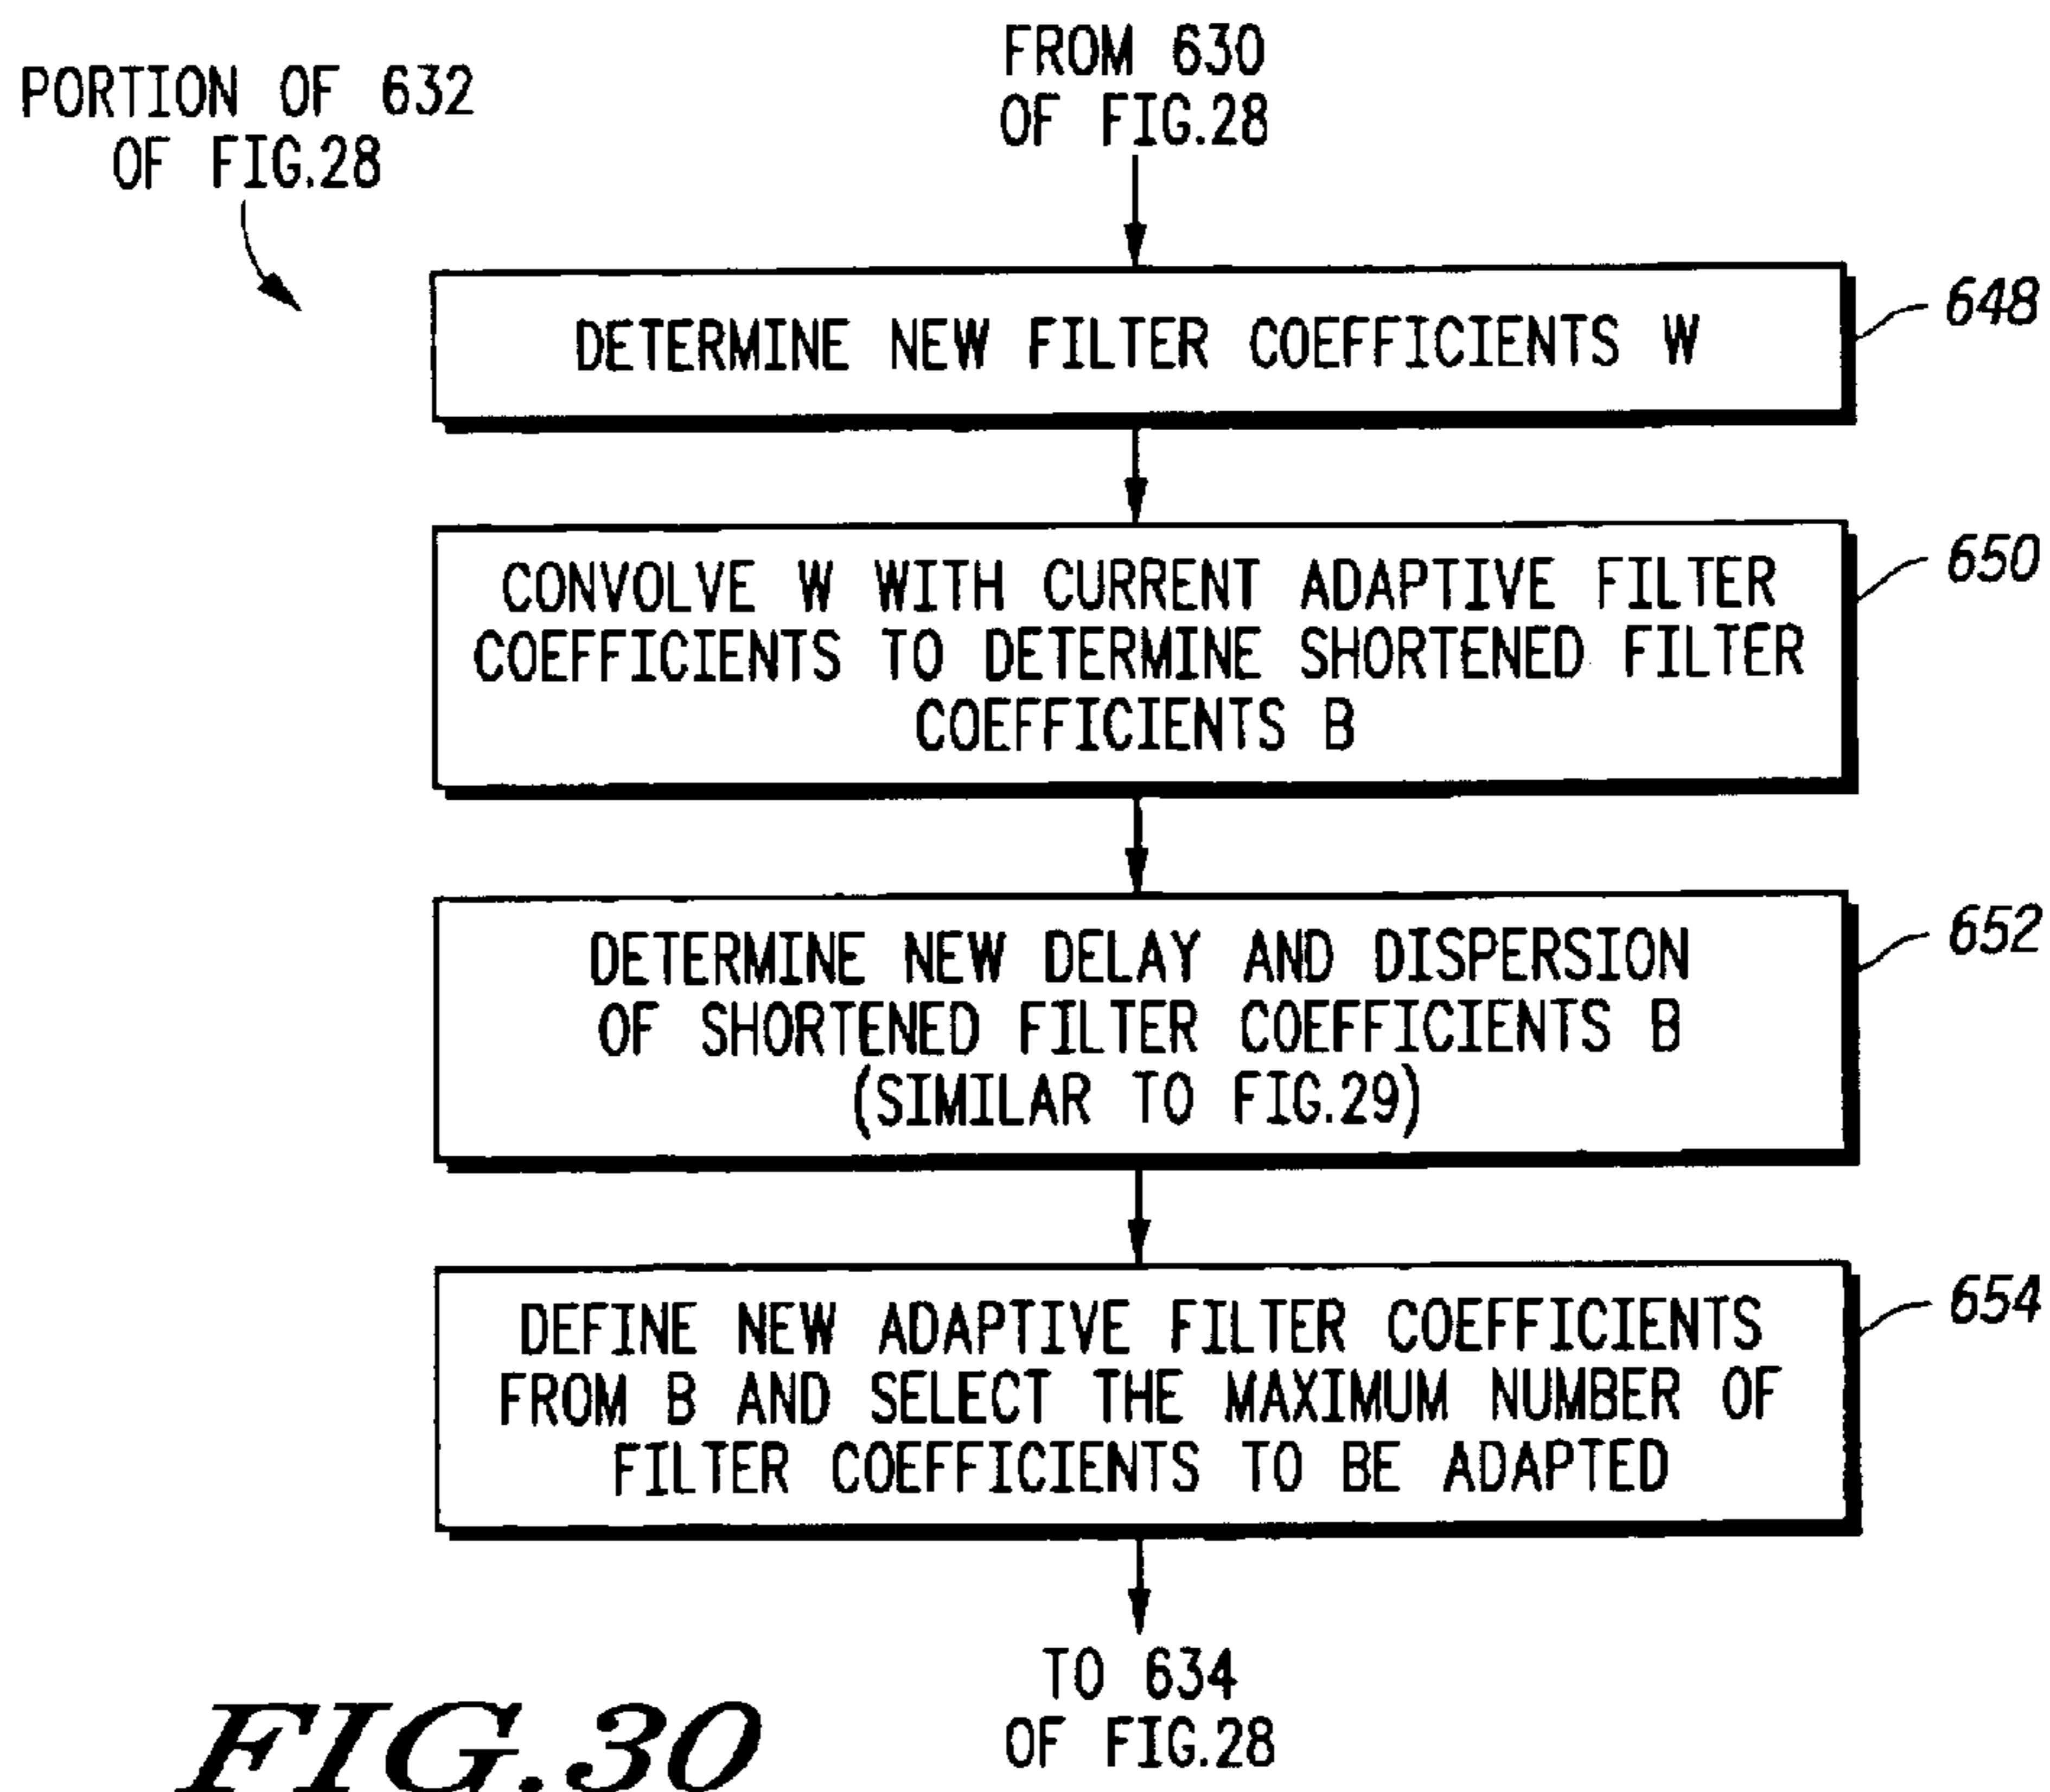 PORTION OF 632
OF FIG.28
FROM 630
OF FIG.28
DETERMINE NEW FILTER COEFFICIENTS W
648
CONVOLVE W WITH CURRENT ADAPTIVE FILTER
COEFFICIENTS TO DETERMINE SHORTENED FILTER
COEFFICIENTS B
650
DETERMINE NEW DELAY AND DISPERSION
OF SHORTENED FILTER COEFFICIENTS B
(SIMILAR TO FIG.29)
652
DEFINE NEW ADAPTIVE FILTER COEFFICIENTS
FROM B AND SELECT THE MAXIMUM NUMBER OF
FILTER COEFFICIENTS TO BE ADAPTED
654
TO 634
OF FIG.28
FIG.30